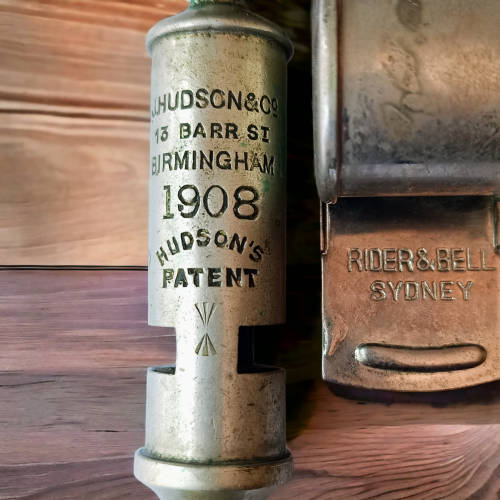 J.HUDSON&Co
13 BARR ST
BIRMINGHAM
1908
HUDSON'S
PATENT
RIDER&BELL
SYDNEY